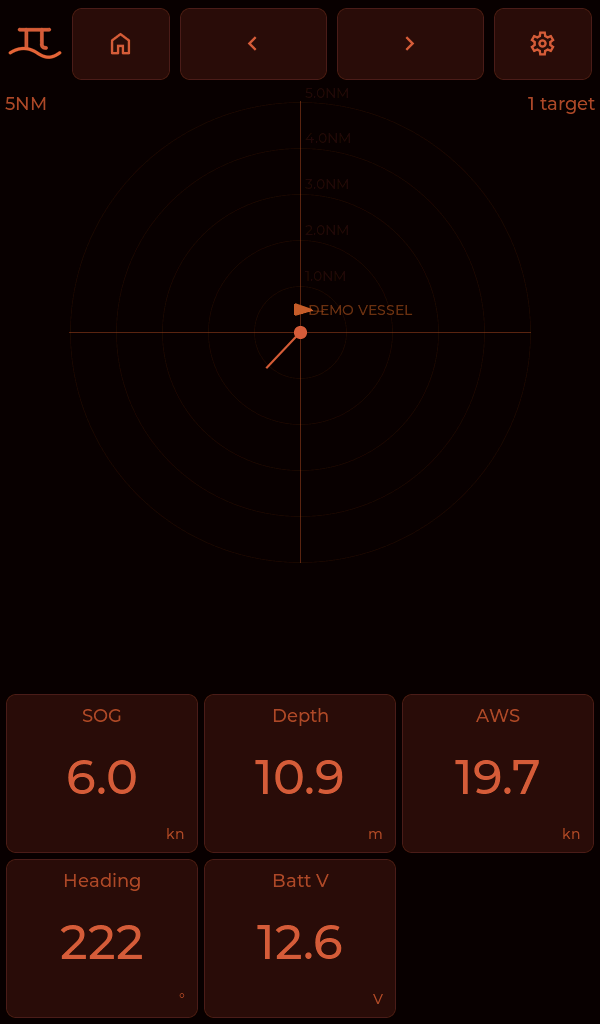 5NM
1 target
5.0NM
4.0NM
3.0NM
2.0NM
1.0NM
DEMO VESSEL
SOG
6.0
kn
Depth
10.9
m
AWS
19.7
kn
Heading
222
°
Batt V
12.6
V